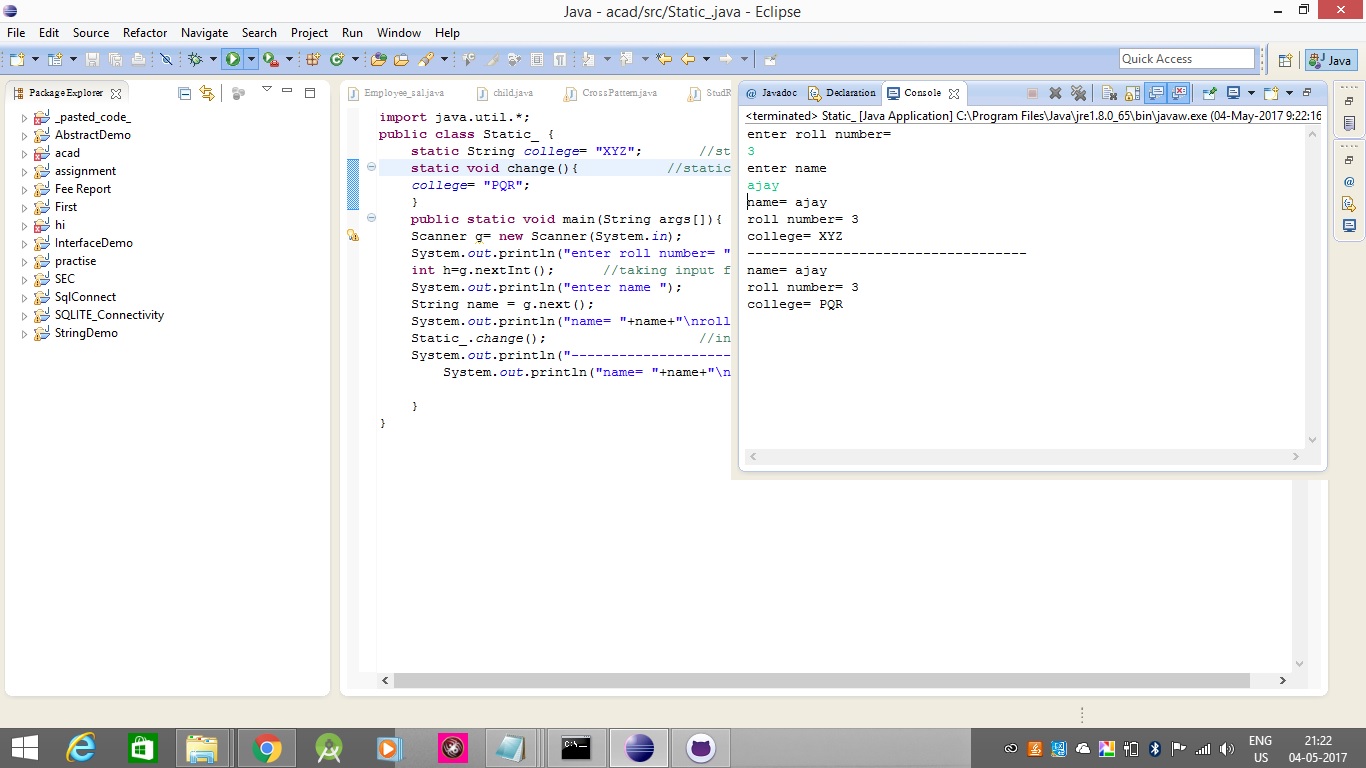 Java - acad/src/Static_.java - Eclipse
File Edit Source Refactor Navigate Search Project Run Window Help
Quick Access
Java
Package Explorer
_pasted_code_
AbstractDemo
acad
assignment
Fee Report
First
hi
InterfaceDemo
practise
SEC
SqlConnect
SQLITE_Connectivity
StringDemo
Employee_sal.java child.java CrossPattern.java StudR
import java.util.*;
public class Static_ {
static String college= "XYZ"; //st
static void change(){ //static
college= "PQR";
}
public static void main(String args[]){
Scanner g= new Scanner(System.in);
System.out.println("enter roll number= "
int h=g.nextInt(); //taking input f
System.out.println("enter name ");
String name = g.next();
System.out.println("name= "+name+"\nroll
Static_.change(); //in
System.out.println("--------------------
System.out.println("name= "+name+"\n
}
}
@ Javadoc Declaration Console
<terminated> Static_ [Java Application] C:\Program Files\Java\jre1.8.0_65\bin\javaw.exe (04-May-2017 9:22:16
enter roll number=
3
enter name
ajay
name= ajay
roll number= 3
college= XYZ
-----------------------------------
name= ajay
roll number= 3
college= PQR
ENG
US
21:22
04-05-2017